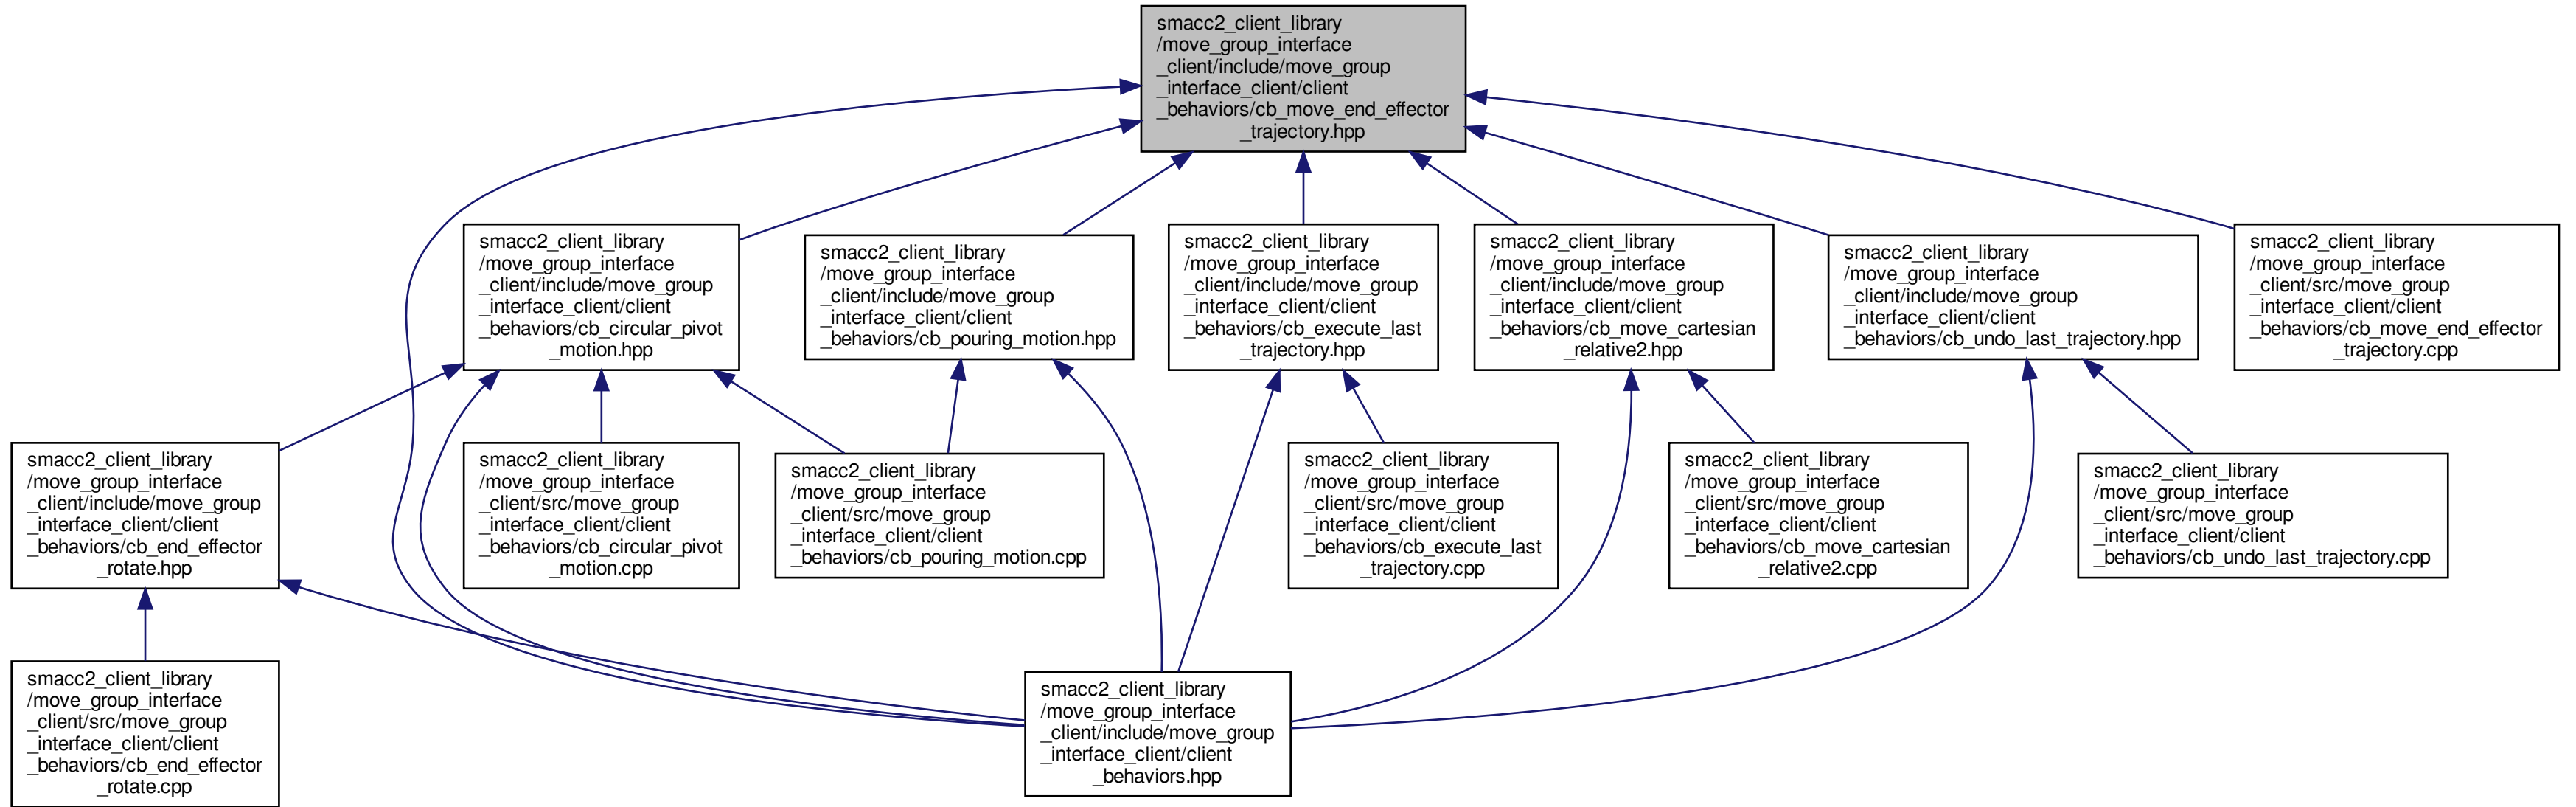 smacc2_client_library
/move_group_interface
_client/include/move_group
_interface_client/client
_behaviors/cb_move_end_effector
_trajectory.hpp
smacc2_client_library
/move_group_interface
_client/include/move_group
_interface_client/client
_behaviors/cb_circular_pivot
_motion.hpp
smacc2_client_library
/move_group_interface
_client/include/move_group
_interface_client/client
_behaviors/cb_pouring_motion.hpp
smacc2_client_library
/move_group_interface
_client/include/move_group
_interface_client/client
_behaviors/cb_execute_last
_trajectory.hpp
smacc2_client_library
/move_group_interface
_client/include/move_group
_interface_client/client
_behaviors/cb_move_cartesian
_relative2.hpp
smacc2_client_library
/move_group_interface
_client/include/move_group
_interface_client/client
_behaviors/cb_undo_last_trajectory.hpp
smacc2_client_library
/move_group_interface
_client/src/move_group
_interface_client/client
_behaviors/cb_move_end_effector
_trajectory.cpp
smacc2_client_library
/move_group_interface
_client/include/move_group
_interface_client/client
_behaviors/cb_end_effector
_rotate.hpp
smacc2_client_library
/move_group_interface
_client/src/move_group
_interface_client/client
_behaviors/cb_circular_pivot
_motion.cpp
smacc2_client_library
/move_group_interface
_client/src/move_group
_interface_client/client
_behaviors/cb_pouring_motion.cpp
smacc2_client_library
/move_group_interface
_client/src/move_group
_interface_client/client
_behaviors/cb_execute_last
_trajectory.cpp
smacc2_client_library
/move_group_interface
_client/src/move_group
_interface_client/client
_behaviors/cb_move_cartesian
_relative2.cpp
smacc2_client_library
/move_group_interface
_client/src/move_group
_interface_client/client
_behaviors/cb_undo_last_trajectory.cpp
smacc2_client_library
/move_group_interface
_client/src/move_group
_interface_client/client
_behaviors/cb_end_effector
_rotate.cpp
smacc2_client_library
/move_group_interface
_client/include/move_group
_interface_client/client
_behaviors.hpp